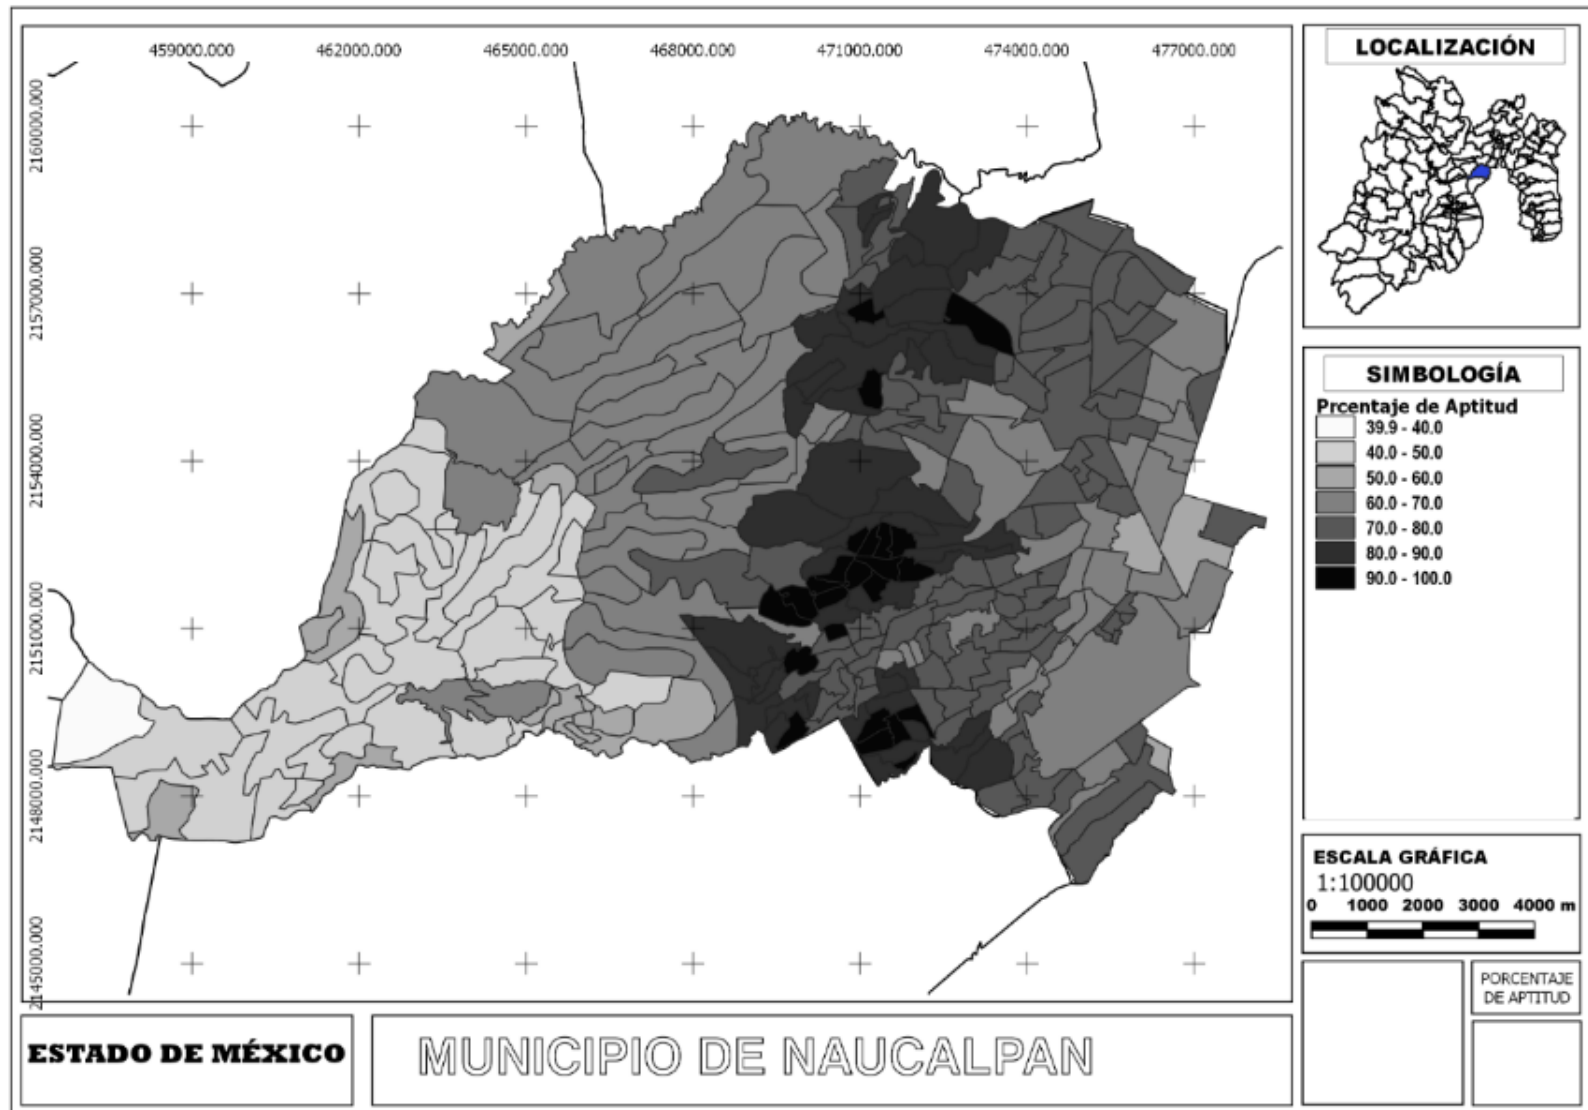 459000.000 462000.000 465000.000 468000.000 471000.000 474000.000 477000.000
2160000.000
2157000.000
2154000.000
2151000.000
2148000.000
2145000.000
LOCALIZACIÓN
SIMBOLOGÍA
Prcentaje de Aptitud
39.9 - 40.0
40.0 - 50.0
50.0 - 60.0
60.0 - 70.0
70.0 - 80.0
80.0 - 90.0
90.0 - 100.0
ESCALA GRÁFICA
1:100000
0 1000 2000 3000 4000 m
PORCENTAJE
DE APTITUD
ESTADO DE MÉXICO
MUNICIPIO DE NAUCALPAN